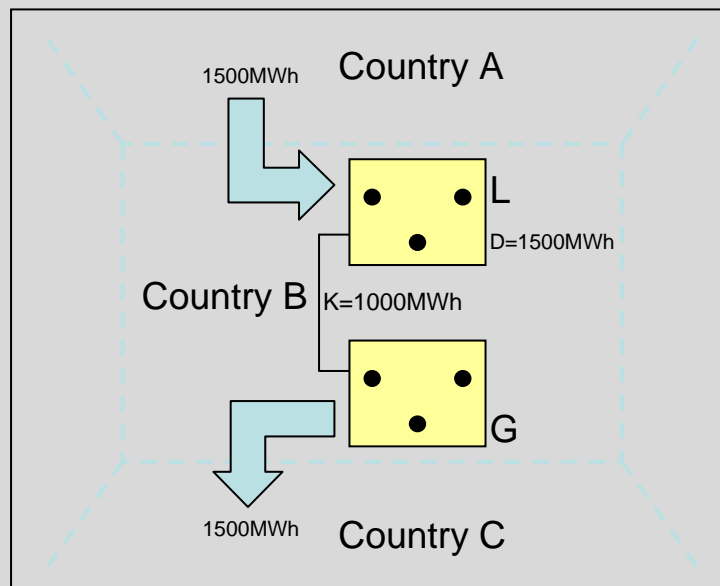 Country A
1500MWh
L
D=1500MWh
Country B
K=1000MWh
G
1500MWh
Country C